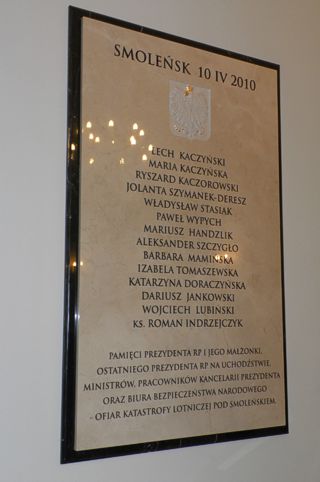 SMOLEŃSK 10 IV 2010
LECH KACZYŃSKI
MARIA KACZYŃSKA
RYSZARD KACZOROWSKI
JOLANTA SZYMANEK-DERESZ
WŁADYSŁAW STASIAK
PAWEŁ WYPYCH
MARIUSZ HANDZLIK
ALEKSANDER SZCZYGŁO
BARBARA MAMIŃSKA
IZABELA TOMASZEWSKA
KATARZYNA DORACZYŃSKA
DARIUSZ JANKOWSKI
WOJCIECH LUBIŃSKI
KS. ROMAN INDRZEJCZYK
PAMIĘCI PREZYDENTA RP I JEGO MAŁŻONKI,
OSTATNIEGO PREZYDENTA RP NA UCHODŹSTWIE,
MINISTRÓW, PRACOWNIKÓW KANCELARII PREZYDENTA
ORAZ BIURA BEZPIECZEŃSTWA NARODOWEGO
- OFIAR KATASTROFY LOTNICZEJ POD SMOLEŃSKIEM.